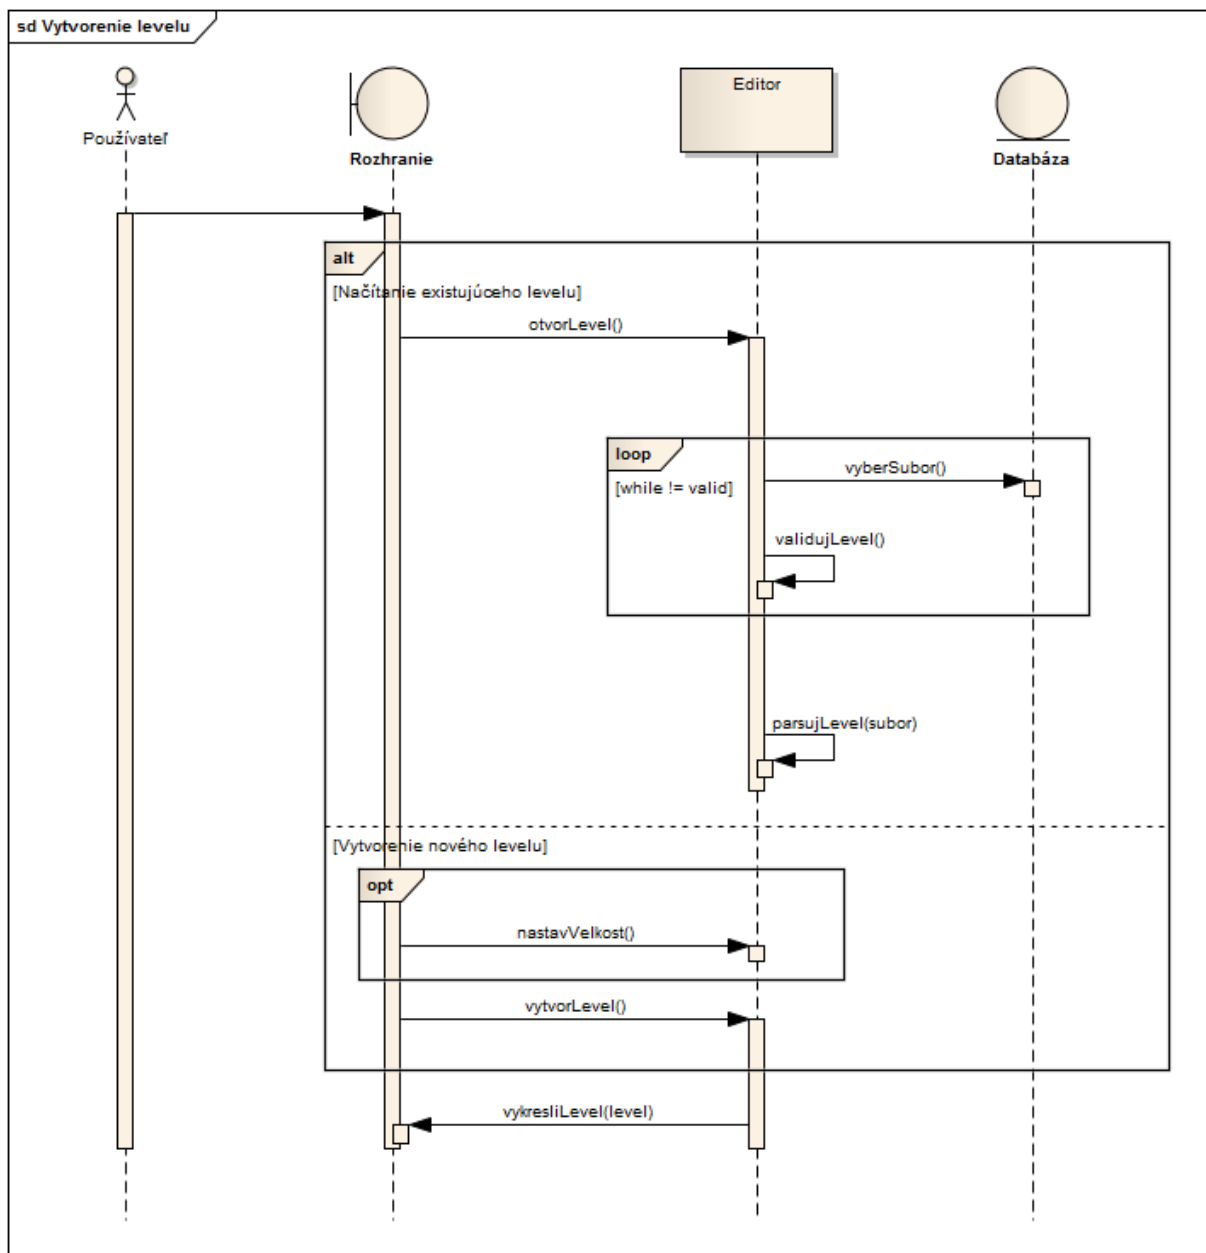 sd Vytvorenie levelu
Používateľ
Rozhranie
Editor
Databáza
alt
[Načítanie existujúceho levelu]
otvorLevel()
loop
[while != valid]
vyberSubor()
validujLevel()
parsujLevel(subor)
[Vytvorenie nového levelu]
opt
nastavVelkost()
vytvorLevel()
vykresliLevel(level)